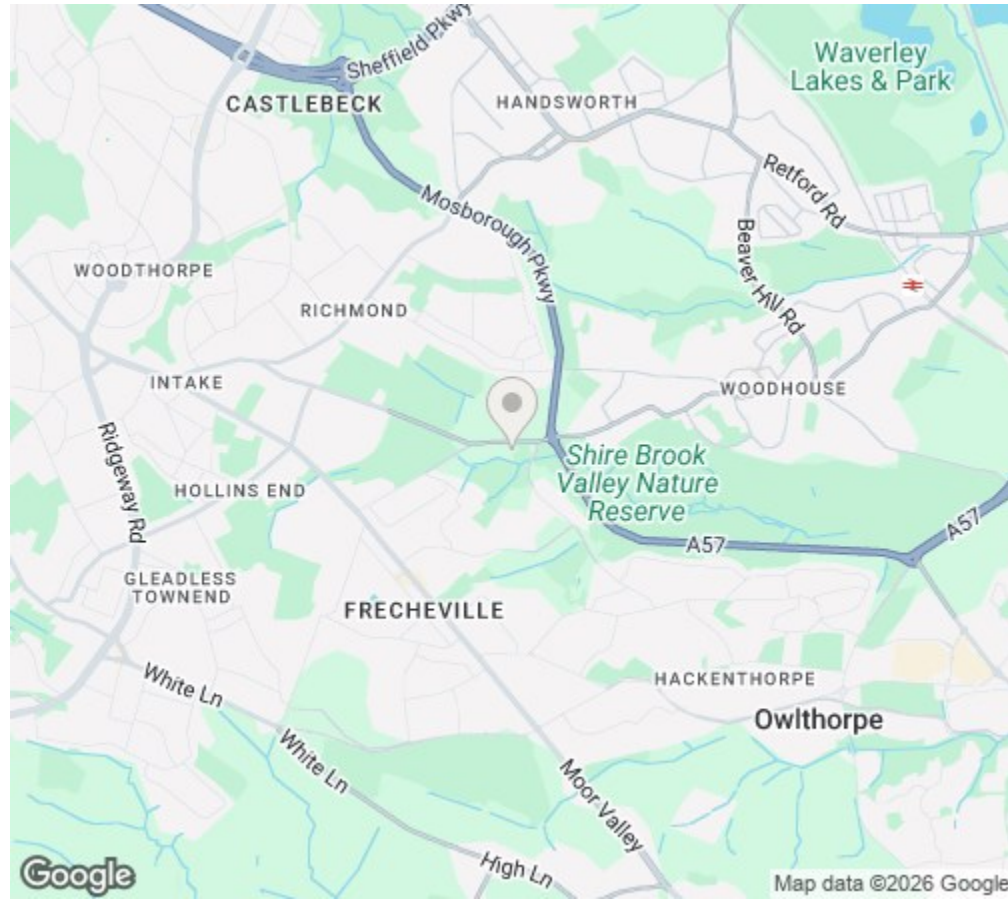 Sheffield Pkwy
CASTLEBECK
HANDSWORTH
Waverley
Lakes & Park
Retford Rd
Mosborough Pkwy
Beaver Hill Rd
WOODTHORPE
RICHMOND
INTAKE
WOODHOUSE
Ridgeway Rd
HOLLINS END
Shire Brook
Valley Nature
Reserve
A57
A57
GLEADLESS
TOWNEND
FRECHEVILLE
White Ln
HACKENTHORPE
Owlthorpe
White Ln
Moor Valley
High Ln
Google
Map data ©2026 Google